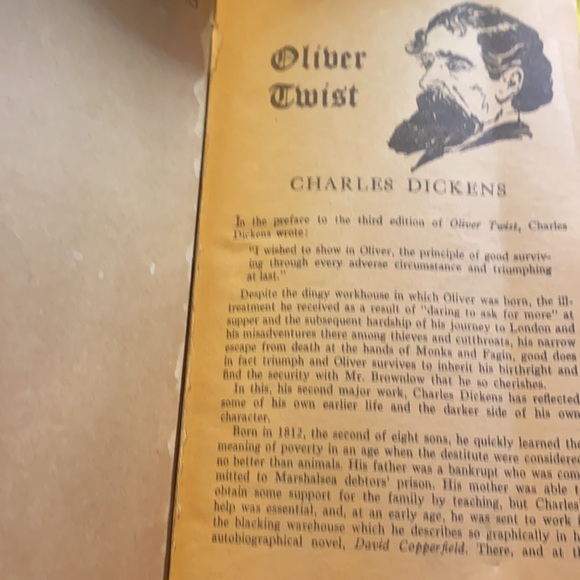 Oliver
Twist
CHARLES DICKENS
In the preface to the third edition of Oliver Twist, Charles
Dickens wrote:
"I wished to show in Oliver, the principle of good surviv-
ing through every adverse circumstance and triumphing
at last."
Despite the dingy workhouse in which Oliver was born, the ill-
treatment he received as a result of "daring to ask for more" at
supper and the subsequent hardship of his journey to London and
his misadventures there among thieves and cutthroats, his narrow
escape from death at the hands of Monks and Fagin, good does
in fact triumph and Oliver survives to inherit his birthright and
find the security with Mr. Brownlow that he so cherishes.
In this, his second major work, Charles Dickens has reflected
some of his own earlier life and the darker side of his own
character.
Born in 1812, the second of eight sons, he quickly learned the
meaning of poverty in an age when the destitute were considered
no better than animals. His father was a bankrupt who was com
mitted to Marshalsea debtors' prison. His mother was able t
obtain some support for the family by teaching, but Charles
help was essential, and, at an early age, he was sent to work
the blacking warehouse which he describes so graphically in h
autobiographical novel, David Copperfield. There, and at th